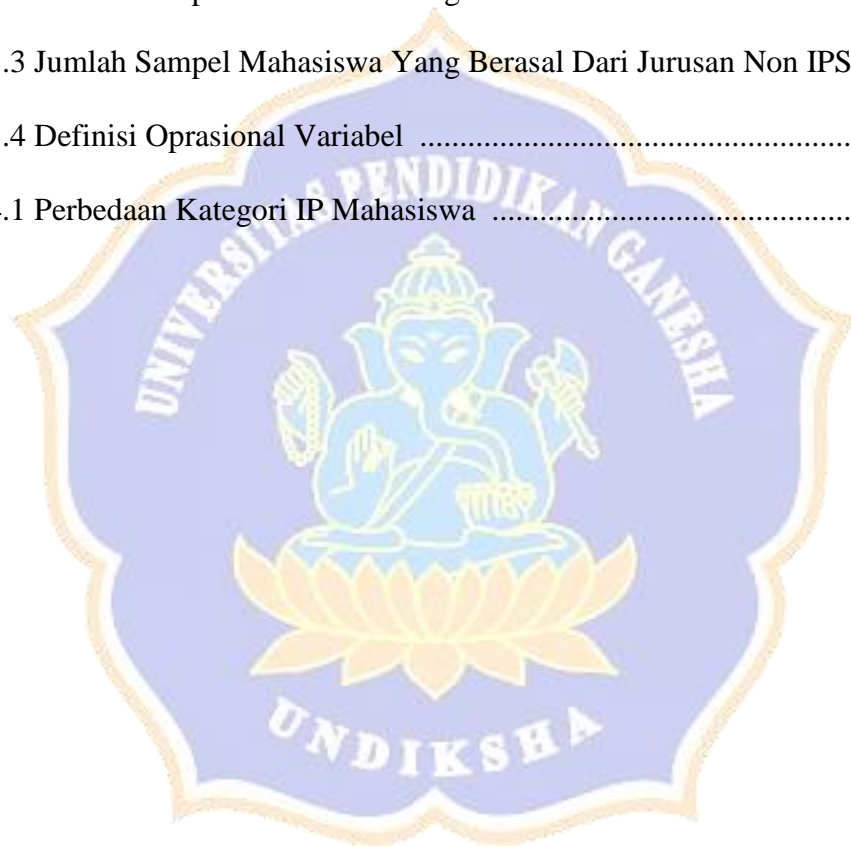 .3 Jumlah Sampel Mahasiswa Yang Berasal Dari Jurusan Non IPS
.4 Definisi Oprasional Variabel ....................................................
.1 Perbedaan Kategori IP Mahasiswa ...........................................
UNIVERSITAS PENDIDIKAN GANESHA
UNDIKSHA